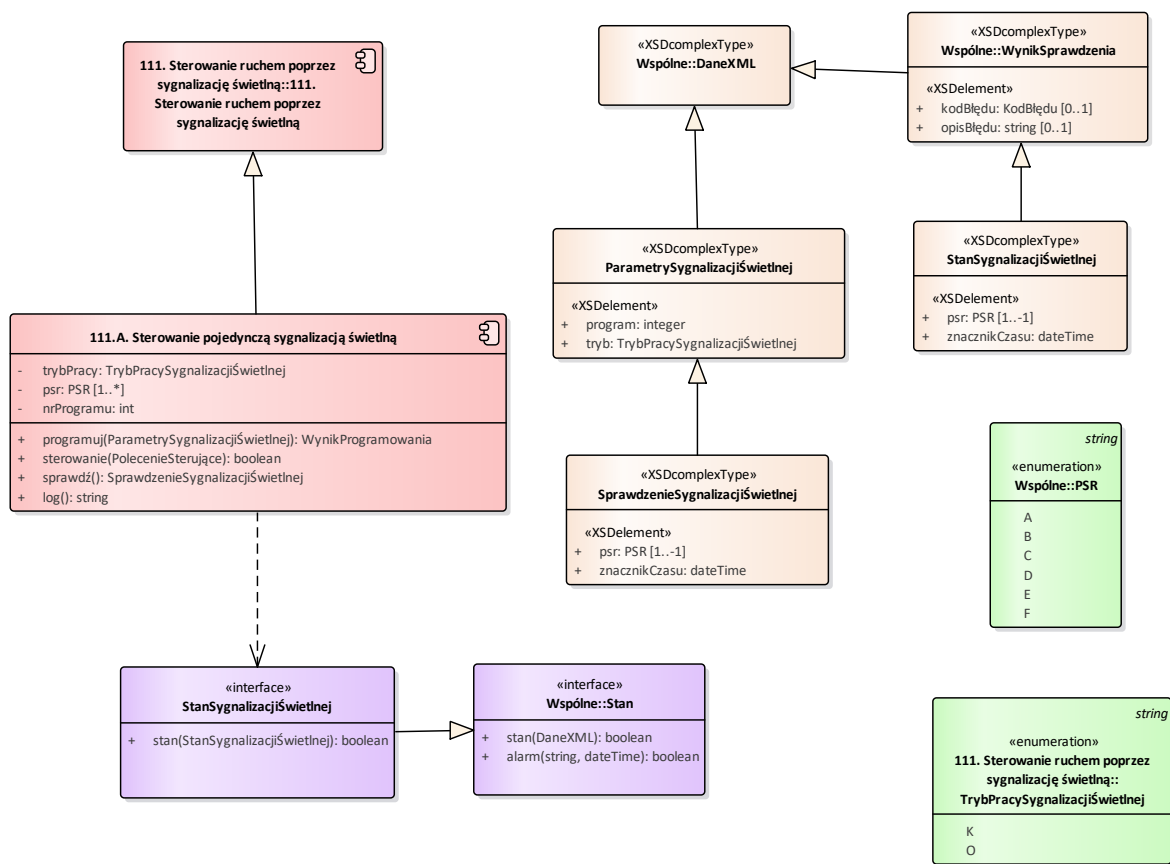 111. Sterowanie ruchem poprzez
sygnalizację świetlną::111.
Sterowanie ruchem poprzez
sygnalizację świetlną
«XSDcomplexType»
Wspólne::DaneXML
«XSDcomplexType»
Wspólne::WynikSprawdzenia
«XSDelement»
+ kodBłędu: KodBłędu [0..1]
+ opisBłędu: string [0..1]
«XSDcomplexType»
ParametrySygnalizacjiŚwietlnej
«XSDelement»
+ program: integer
+ tryb: TrybPracySygnalizacjiŚwietlnej
«XSDcomplexType»
StanSygnalizacjiŚwietlnej
«XSDelement»
+ psr: PSR [1..-1]
+ znacznikCzasu: dateTime
111.A. Sterowanie pojedynczą sygnalizacją świetlną
- trybPracy: TrybPracySygnalizacjiŚwietlnej
- psr: PSR [1..*]
- nrProgramu: int
+ programuj(ParametrySygnalizacjiŚwietlnej): WynikProgramowania
+ sterowanie(PolecenieSterujące): boolean
+ sprawdź(): SprawdzenieSygnalizacjiŚwietlnej
+ log(): string
«XSDcomplexType»
SprawdzenieSygnalizacjiŚwietlnej
«XSDelement»
+ psr: PSR [1..-1]
+ znacznikCzasu: dateTime
string
«enumeration»
Wspólne::PSR
A
B
C
D
E
F
«interface»
StanSygnalizacjiŚwietlnej
+ stan(StanSygnalizacjiŚwietlnej): boolean
«interface»
Wspólne::Stan
+ stan(DaneXML): boolean
+ alarm(string, dateTime): boolean
string
«enumeration»
111. Sterowanie ruchem poprzez
sygnalizację świetlną::
TrybPracySygnalizacjiŚwietlnej
K
O